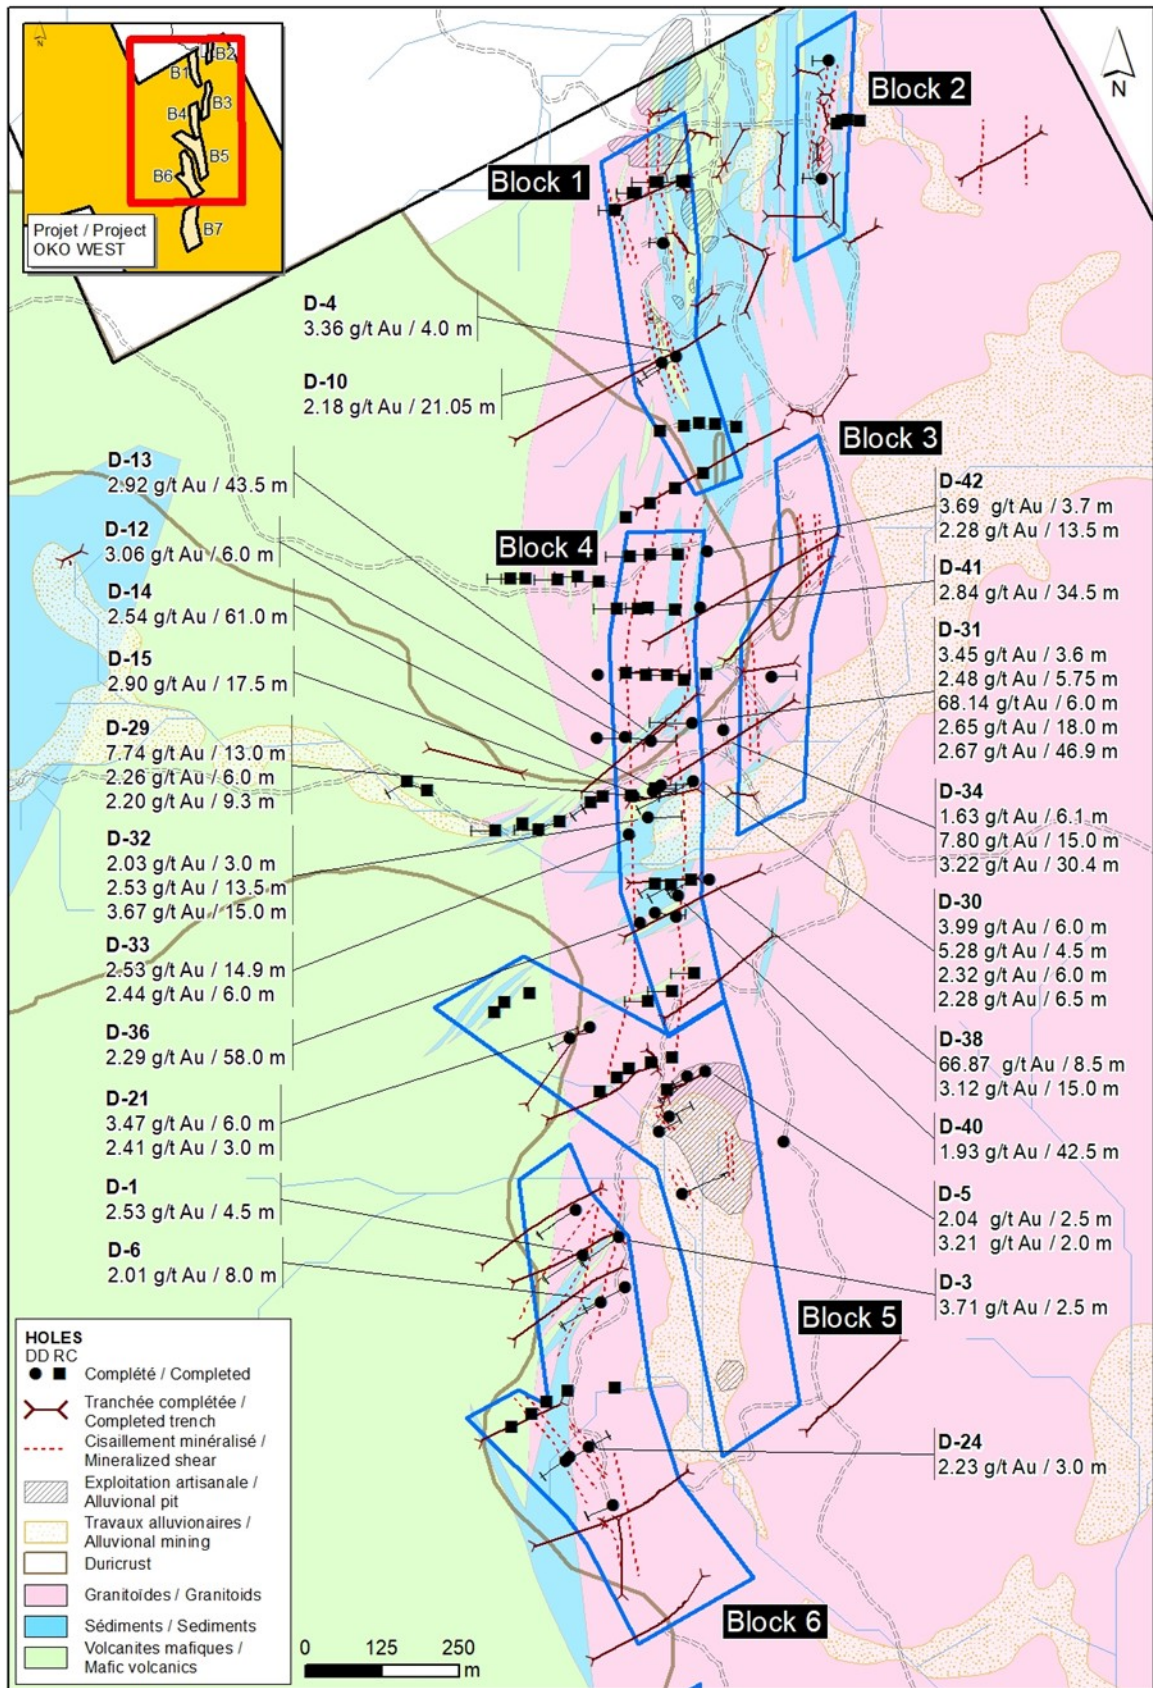 N
B1
B2
B3
B4
B5
B6
B7
Projet / Project
OKO WEST
N
Block 2
Block 1
D-4
3.36 g/t Au / 4.0 m
D-10
2.18 g/t Au / 21.05 m
Block 3
D-13
2.92 g/t Au / 43.5 m
D-12
3.06 g/t Au / 6.0 m
D-14
2.54 g/t Au / 61.0 m
D-15
2.90 g/t Au / 17.5 m
D-29
7.74 g/t Au / 13.0 m
2.26 g/t Au / 6.0 m
2.20 g/t Au / 9.3 m
D-32
2.03 g/t Au / 3.0 m
2.53 g/t Au / 13.5 m
3.67 g/t Au / 15.0 m
D-33
2.53 g/t Au / 14.9 m
2.44 g/t Au / 6.0 m
D-36
2.29 g/t Au / 58.0 m
D-21
3.47 g/t Au / 6.0 m
2.41 g/t Au / 3.0 m
D-1
2.53 g/t Au / 4.5 m
D-6
2.01 g/t Au / 8.0 m
Block 4
D-42
3.69 g/t Au / 3.7 m
2.28 g/t Au / 13.5 m
D-41
2.84 g/t Au / 34.5 m
D-31
3.45 g/t Au / 3.6 m
2.48 g/t Au / 5.75 m
68.14 g/t Au / 6.0 m
2.65 g/t Au / 18.0 m
2.67 g/t Au / 46.9 m
D-34
1.63 g/t Au / 6.1 m
7.80 g/t Au / 15.0 m
3.22 g/t Au / 30.4 m
D-30
3.99 g/t Au / 6.0 m
5.28 g/t Au / 4.5 m
2.32 g/t Au / 6.0 m
2.28 g/t Au / 6.5 m
D-38
66.87 g/t Au / 8.5 m
3.12 g/t Au / 15.0 m
D-40
1.93 g/t Au / 42.5 m
D-5
2.04 g/t Au / 2.5 m
3.21 g/t Au / 2.0 m
D-3
3.71 g/t Au / 2.5 m
Block 5
D-24
2.23 g/t Au / 3.0 m
Block 6
HOLES
DD RC
Complété / Completed
Tranchée complétée /
Completed trench
Cisaillement minéralisé /
Mineralized shear
Exploitation artisanale /
Alluvional pit
Travaux alluvionaires /
Alluvional mining
Duricrust
Granitoïdes / Granitoids
Sédiments / Sediments
Volcanites mafiques /
Mafic volcanics
0 125 250
m